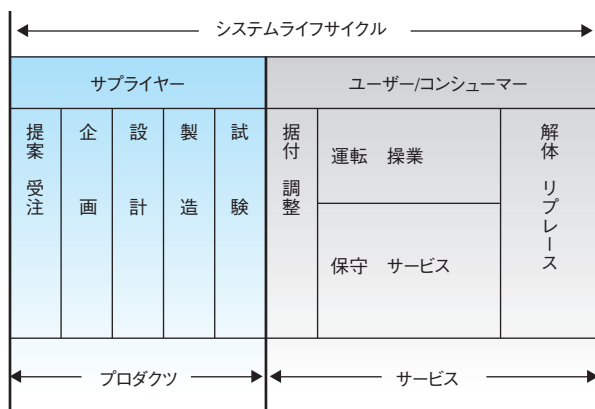 システムライフサイクル
サプライヤー
ユーザー/コンシューマー
提案 受注
企画
設計
製造
試験
据付 調整
運転 操業
保守 サービス
解体 リプレース
プロダクツ
サービス